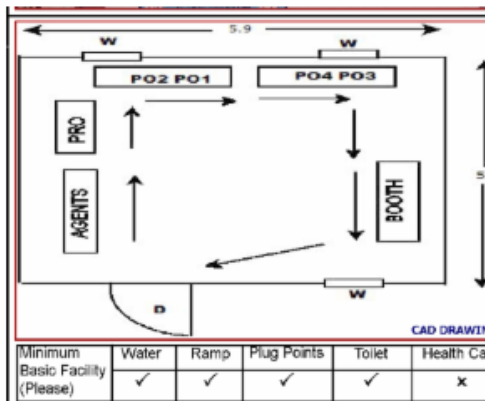 5.9
W
W
PO2 PO1
PO4 PO3
PRO
AGENTS
BOOTH
W
D
CAD DRAWIN
Minimum Basic Facility (Please)
Water
Ramp
Plug Points
Toilet
Health Ca
✓
✓
✓
✓
x